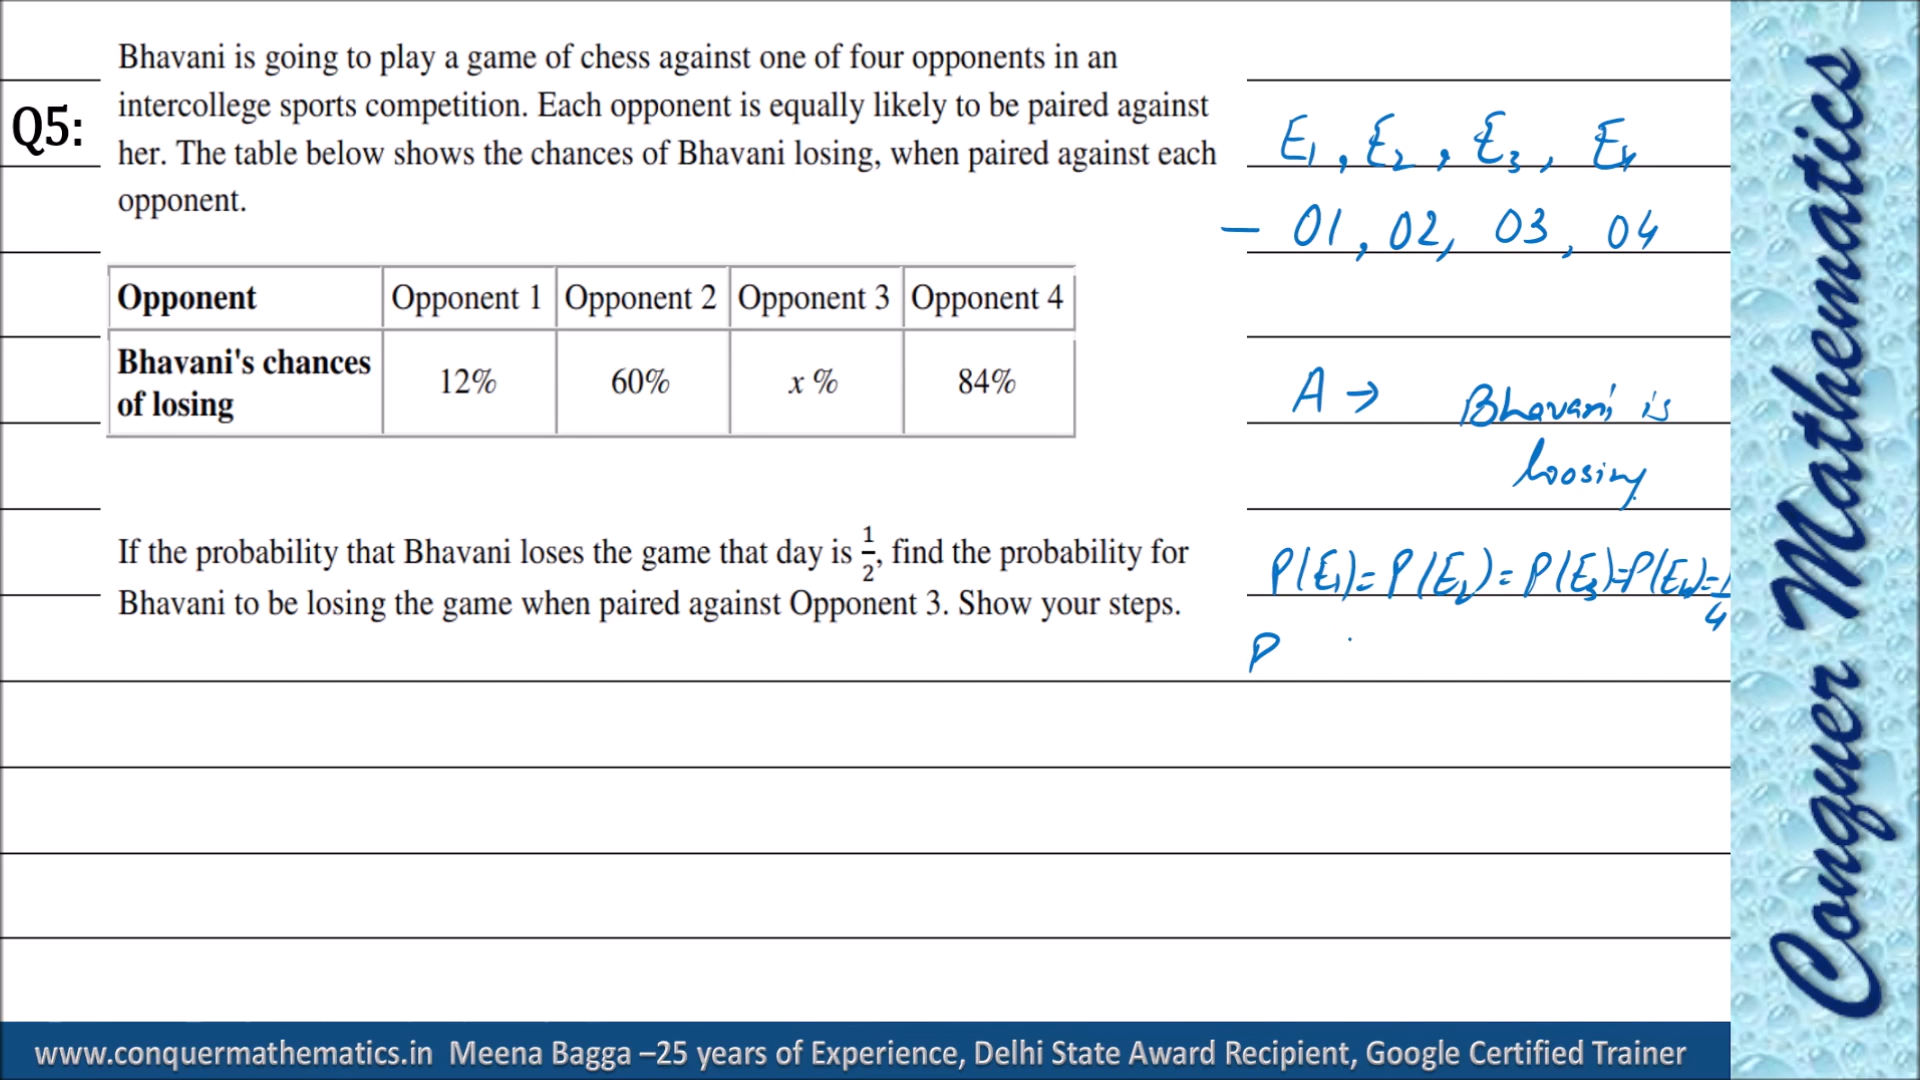 Bhavani is going to play a game of chess against one of four opponents in an
Q5:
intercollege sports competition. Each opponent is equally likely to be paired against
her. The table below shows the chances of Bhavani losing, when paired against each
opponent.
Opponent Opponent 1 Opponent 2 Opponent 3 Opponent 4
Bhavani's chances
of losing 12% 60% x % 84%
If the probability that Bhavani loses the game that day is 1/2, find the probability for
Bhavani to be losing the game when paired against Opponent 3. Show your steps.
E1, E2, E3, E4
– O1, O2, O3, O4
A → Bhavani is
loosing
P(E1) = P(E2) = P(E3) = P(E4) = 1/4
P
Conquer Mathematics
www.conquermathematics.in Meena Bagga –25 years of Experience, Delhi State Award Recipient, Google Certified Trainer